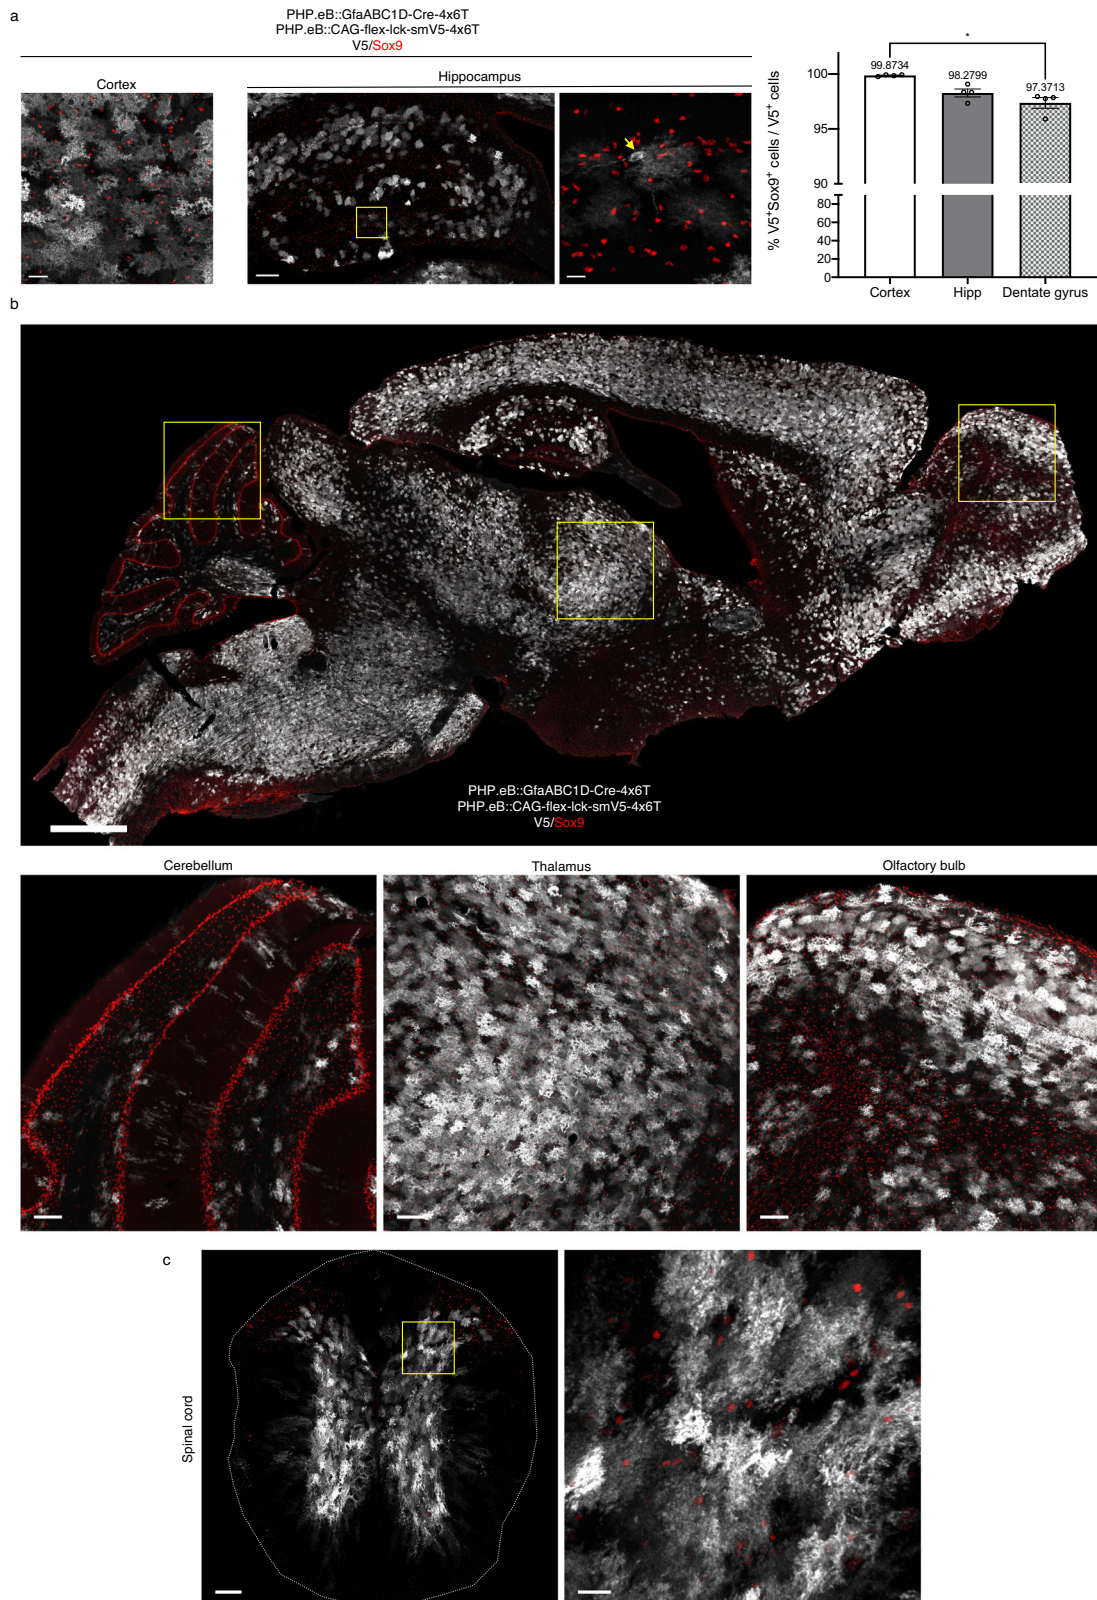 a
PHP.eB::GfaABC1D-Cre-4x6T
PHP.eB::CAG-flex-lck-smV5-4x6T
V5/Sox9
Cortex
Hippocampus
% V5+Sox9+ cells / V5+ cells
*
99.8734
98.2799
97.3713
100
95
90
80
60
40
20
0
Cortex
Hipp
Dentate gyrus
b
PHP.eB::GfaABC1D-Cre-4x6T
PHP.eB::CAG-flex-lck-smV5-4x6T
V5/Sox9
Cerebellum
Thalamus
Olfactory bulb
c
Spinal cord